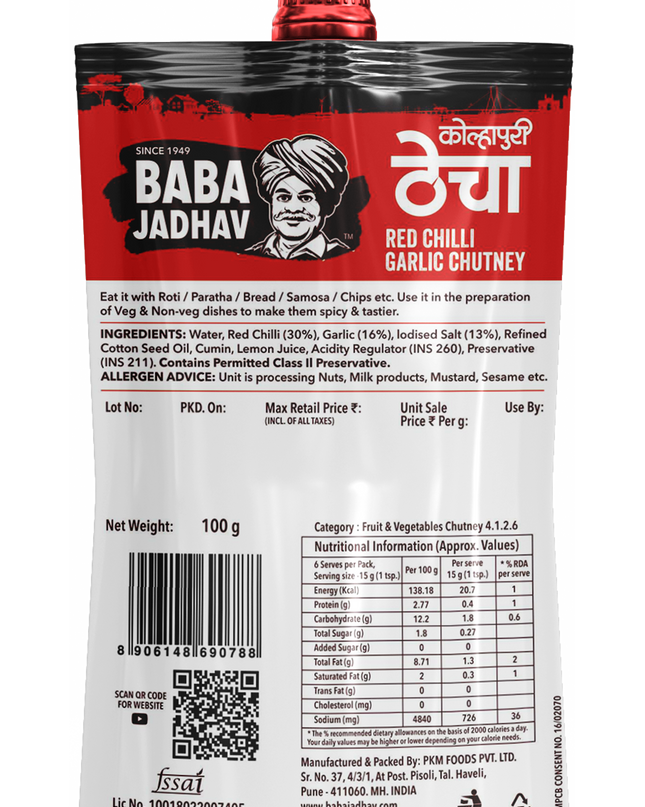 SINCE 1949
BABA
JADHAV
TM
कोल्हापुरी
ठेचा
RED CHILLI
GARLIC CHUTNEY
Eat it with Roti / Paratha / Bread / Samosa / Chips etc. Use it in the preparation
of Veg & Non-veg dishes to make them spicy & tastier.
INGREDIENTS: Water, Red Chilli (30%), Garlic (16%), Iodised Salt (13%), Refined
Cotton Seed Oil, Cumin, Lemon Juice, Acidity Regulator (INS 260), Preservative
(INS 211). Contains Permitted Class II Preservative.
ALLERGEN ADVICE: Unit is processing Nuts, Milk products, Mustard, Sesame etc.
Lot No: PKD. On: Max Retail Price ₹: Unit Sale Use By:
(INCL. OF ALL TAXES) Price ₹ Per g:
Net Weight: 100 g
Category : Fruit & Vegetables Chutney 4.1.2.6
Nutritional Information (Approx. Values)
6 Serves per Pack, Per 100 g Per serve * % RDA
Serving size -15 g (1 tsp.) 15 g (1 tsp.) per serve
Energy (Kcal) 138.18 20.7 1
Protein (g) 2.77 0.4 1
Carbohydrate (g) 12.2 1.8 0.6
Total Sugar (g) 1.8 0.27
Added Sugar (g) 0 0
Total Fat (g) 8.71 1.3 2
Saturated Fat (g) 2 0.3 1
Trans Fat (g) 0 0
Cholesterol (mg) 0 0
Sodium (mg) 4840 726 36
* The % recommended dietary allowances on the basis of 2000 calories a day.
Your daily values may be higher or lower depending on your calorie needs.
8 906148 690788
SCAN QR CODE
FOR WEBSITE
fssai
Lic No. 10018022007495
Manufactured & Packed By: PKM FOODS PVT. LTD.
Sr. No. 37, 4/3/1, At Post. Pisoli, Tal. Haveli,
Pune - 411060. MH. INDIA
www.babajadhav.com
MPCB CONSENT NO. 16/02070